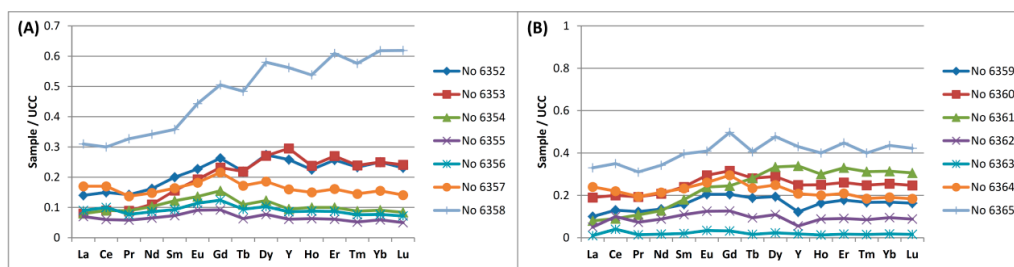 (A)
Sample / UCC
0.7
0.6
0.5
0.4
0.3
0.2
0.1
0
La Ce Pr Nd Sm Eu Gd Tb Dy Y Ho Er Tm Yb Lu
No 6352
No 6353
No 6354
No 6355
No 6356
No 6357
No 6358
(B)
Sample / UCC
1
0.8
0.6
0.4
0.2
0
La Ce Pr Nd Sm Eu Gd Tb Dy Y Ho Er Tm Yb Lu
No 6359
No 6360
No 6361
No 6362
No 6363
No 6364
No 6365